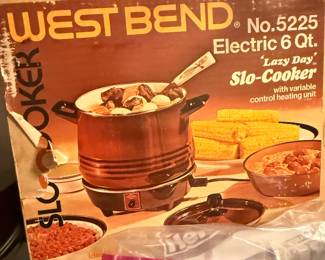 WEST BEND® No. 5225
Electric 6 Qt.
"Lazy Day"
Slo-Cooker
with variable
control heating unit
SLO-COOKER